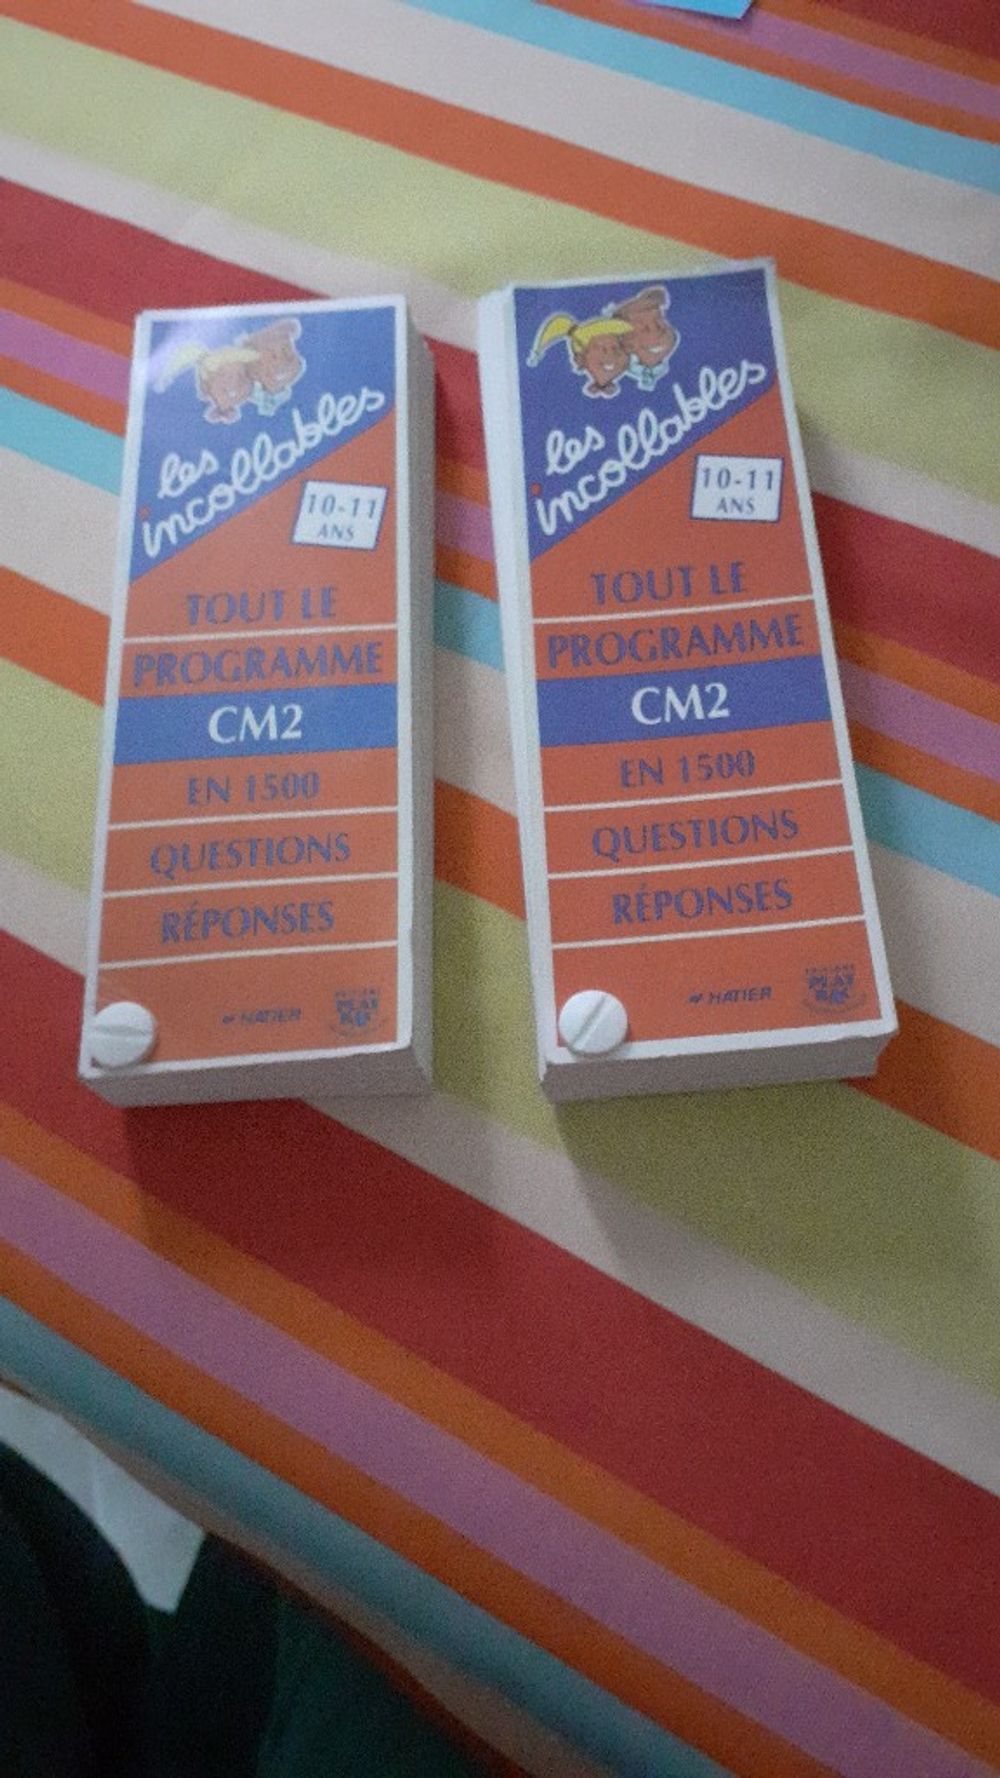 les
incollables
10-11
ANS
TOUT LE
PROGRAMME
CM2
EN 1500
QUESTIONS
RÉPONSES
HATIER
les
incollables
10-11
ANS
TOUT LE
PROGRAMME
CM2
EN 1500
QUESTIONS
RÉPONSES
HATIER